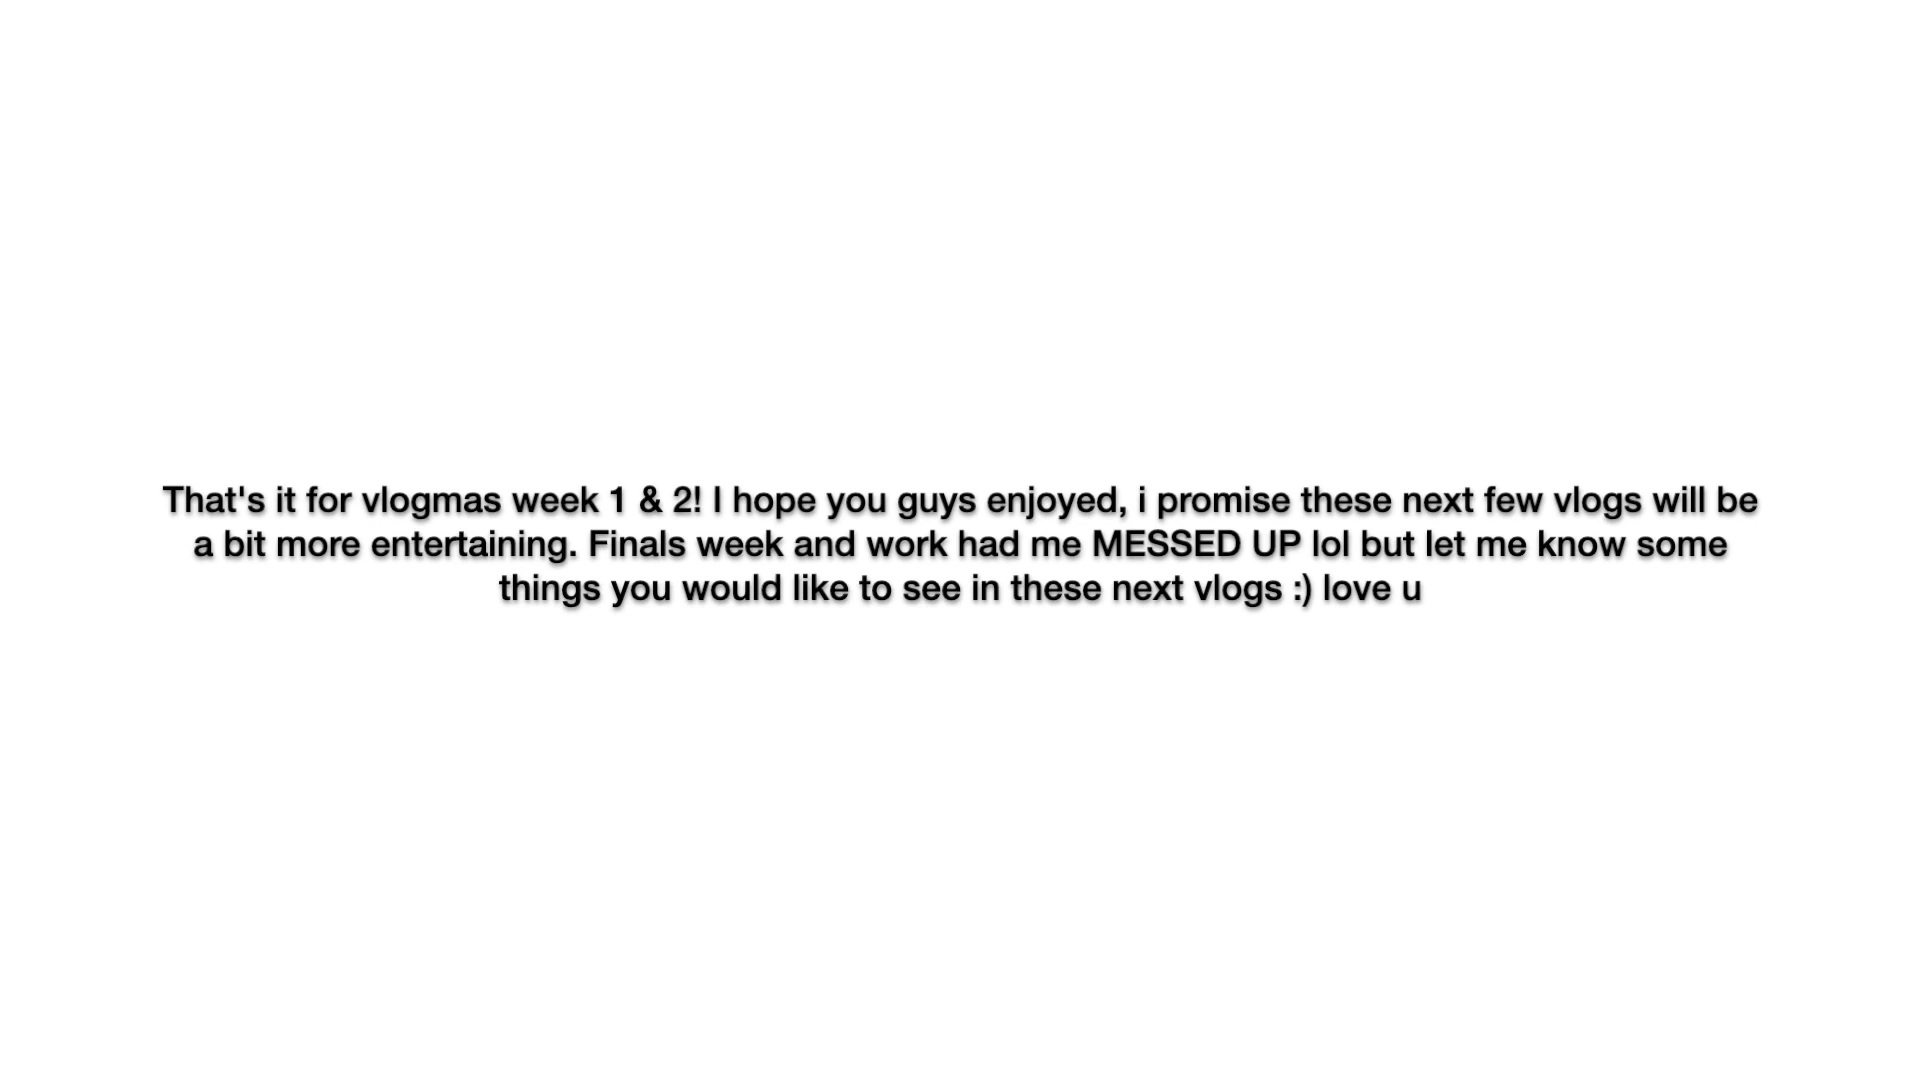 That's it for vlogmas week 1 & 2! I hope you guys enjoyed, i promise these next few vlogs will be
a bit more entertaining. Finals week and work had me MESSED UP lol but let me know some
things you would like to see in these next vlogs :) love u